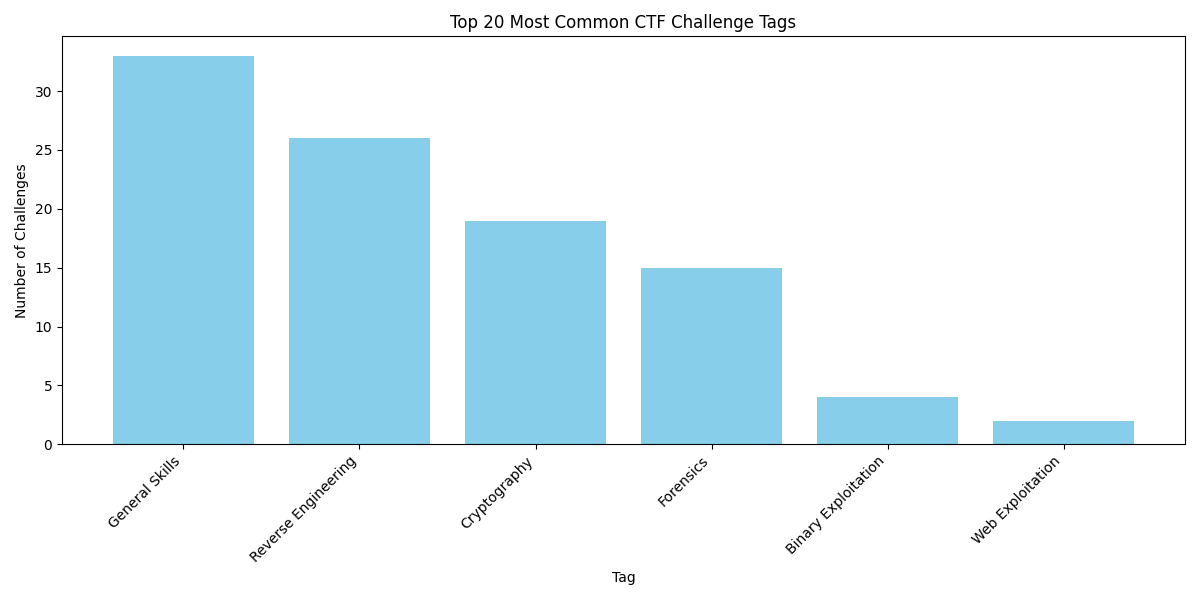 Top 20 Most Common CTF Challenge Tags
Number of Challenges
30
25
20
15
10
5
0
General Skills
Reverse Engineering
Cryptography
Forensics
Binary Exploitation
Web Exploitation
Tag